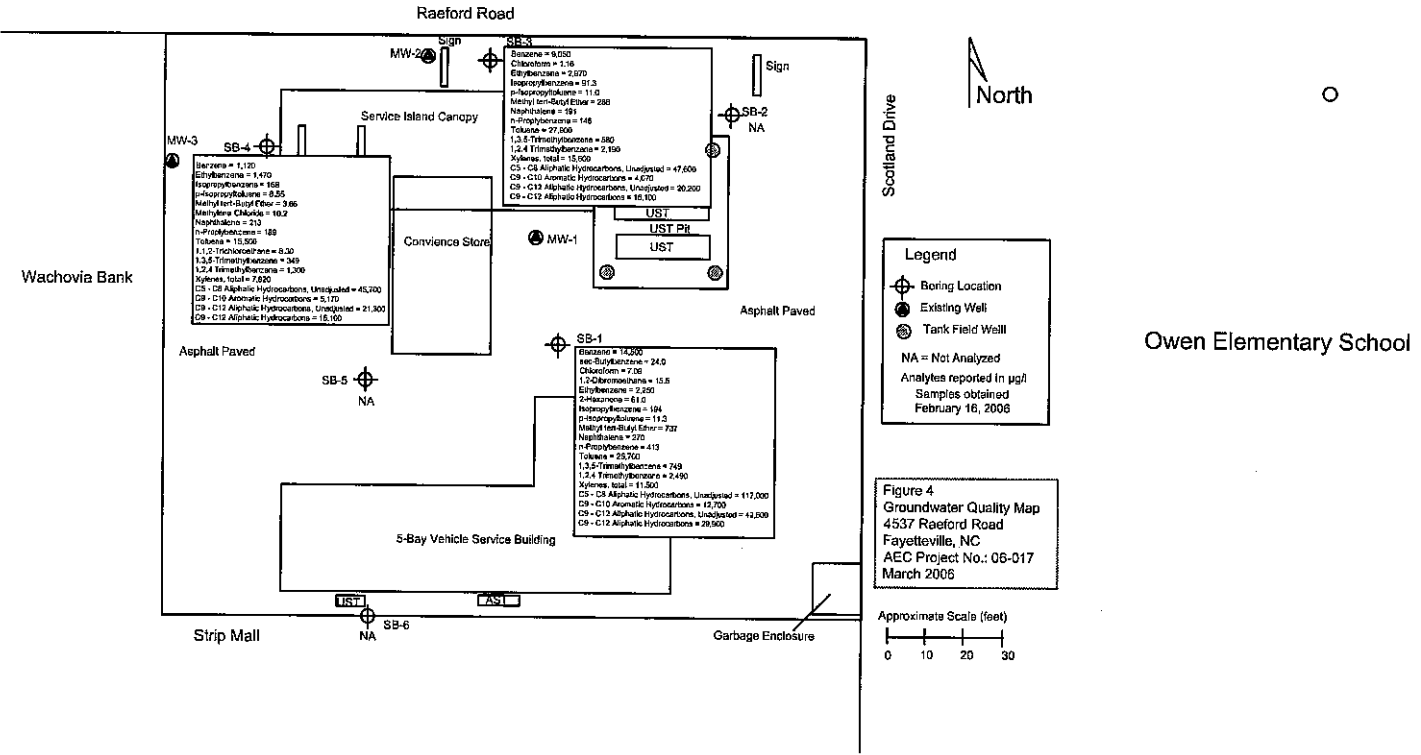 Raeford Road
MW-2
Sign
SB-3
Benzene = 9,050
Chloroform = 1.16
Ethylbenzene = 2,970
Isopropylbenzene = 91.3
p-Isopropyltoluene = 11.0
Methyl tert-Butyl Ether = 288
Naphthalene = 191
n-Proplybenzene = 146
Toluene = 27,900
1,3,5-Trimethylbenzene = 580
1,2,4 Trimethylbenzene = 2,190
Xylenes, total = 15,600
C5 - C8 Aliphatic Hydrocarbons, Unadjusted = 47,600
C9 - C10 Aromatic Hydrocarbons = 4,070
C9 - C12 Aliphatic Hydrocarbons, Unadjusted = 20,200
C9 - C12 Aliphatic Hydrocarbons = 16,100
Sign
SB-2
NA
North
Scotland Drive
Service Island Canopy
MW-3
SB-4
Benzene = 1,120
Ethylbenzene = 1,470
Isopropylbenzene = 168
p-Isopropyltoluene = 8.55
Methyl tert-Butyl Ether = 3.66
Methylene Chloride = 10.2
Naphthalene = 213
n-Proplybenzene = 189
Toluene = 15,500
1,1,2-Trichloroethane = 8.30
1,3,5-Trimethylbenzene = 349
1,2,4 Trimethylbenzene = 1,300
Xylenes, total = 7,820
C5 - C8 Aliphatic Hydrocarbons, Unadjusted = 45,700
C9 - C10 Aromatic Hydrocarbons = 5,170
C9 - C12 Aliphatic Hydrocarbons, Unadjusted = 21,300
C9 - C12 Aliphatic Hydrocarbons = 15,100
Convience Store
MW-1
UST
UST Pit
UST
Wachovia Bank
Asphalt Paved
Asphalt Paved
Legend
Boring Location
Existing Well
Tank Field Welll
NA = Not Analyzed
Analytes reported in µg/l
Samples obtained
February 16, 2006
Owen Elementary School
SB-5
NA
SB-1
Benzene = 14,500
sec-Butylbenzene = 24.0
Chloroform = 7.08
1,2-Dibromoethane = 15.5
Ethylbenzene = 2,250
2-Hexanone = 61.0
Isopropylbenzene = 194
p-Isopropyltoluene = 11.3
Methyl tert-Butyl Ether = 737
Naphthalene = 270
n-Proplybenzene = 413
Toluene = 25,700
1,3,5-Trimethylbenzene = 749
1,2,4 Trimethylbenzene = 2,490
Xylenes, total = 11,500
C5 - C8 Aliphatic Hydrocarbons, Unadjusted = 117,000
C9 - C10 Aromatic Hydrocarbons = 12,700
C9 - C12 Aliphatic Hydrocarbons, Unadjusted =
C9 - C12 Aliphatic Hydrocarbons =
5-Bay Vehicle Service Building
Figure 4
Groundwater Quality Map
4537 Raeford Road
Fayetteville, NC
AEC Project No.: 06-017
March 2006
UST
AST
SB-6
NA
Strip Mall
Garbage Enclosure
Approximate Scale (feet)
0 10 20 30